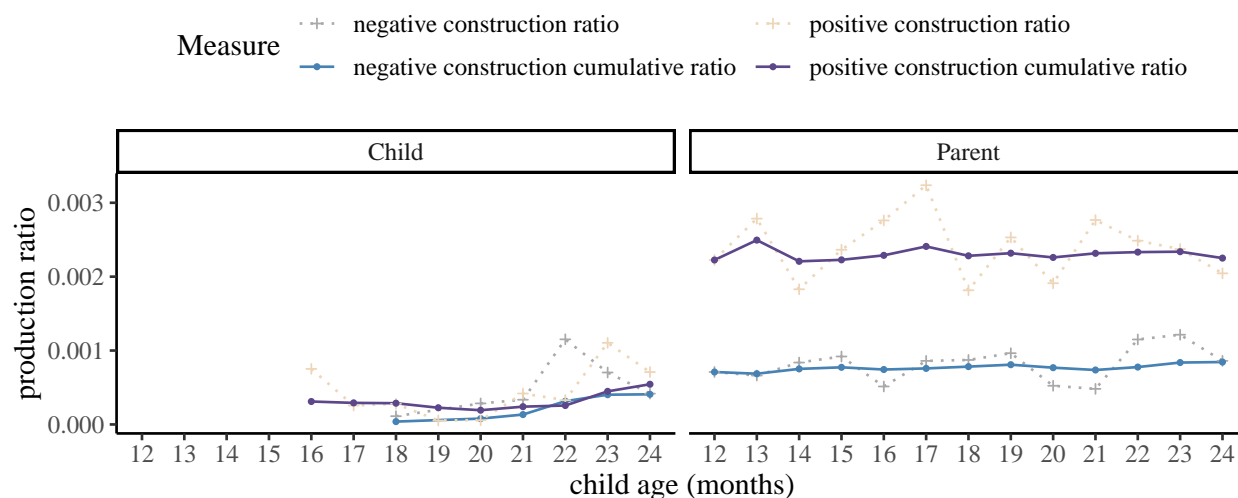 Measure
negative construction ratio
positive construction ratio
negative construction cumulative ratio
positive construction cumulative ratio
Child
Parent
production ratio
0.003
0.002
0.001
0.000
12 13 14 15 16 17 18 19 20 21 22 23 24
12 13 14 15 16 17 18 19 20 21 22 23 24
child age (months)